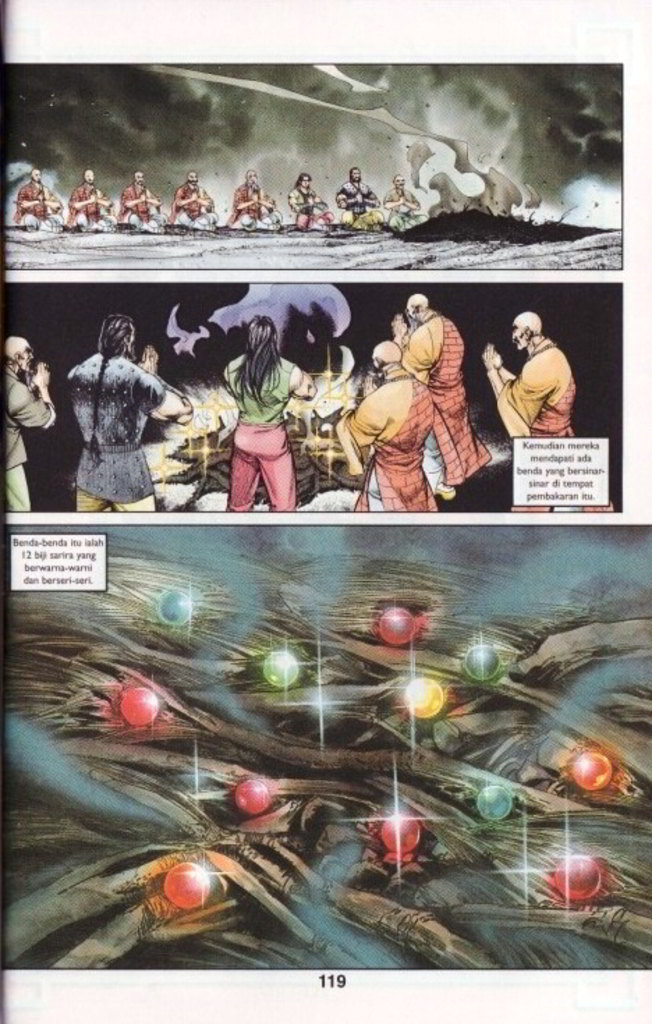 Kemudian mereka
mendapati ada
benda yang bersinar-
sinar di tempat
pembakaran itu.
Benda-benda itu ialah
12 biji sarira yang
berwarna-warni
dan berseri-seri.
119